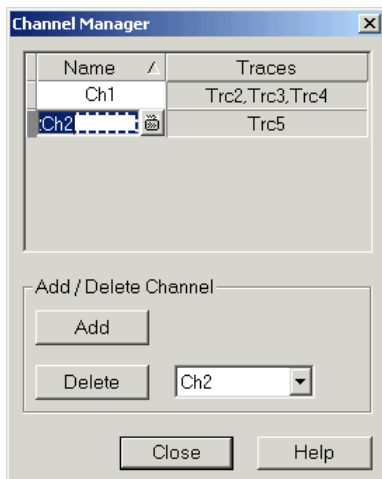 Channel Manager
Name Traces
Ch1 Trc2,Trc3,Trc4
Ch2 Trc5
Add / Delete Channel
Add
Delete Ch2
Close Help